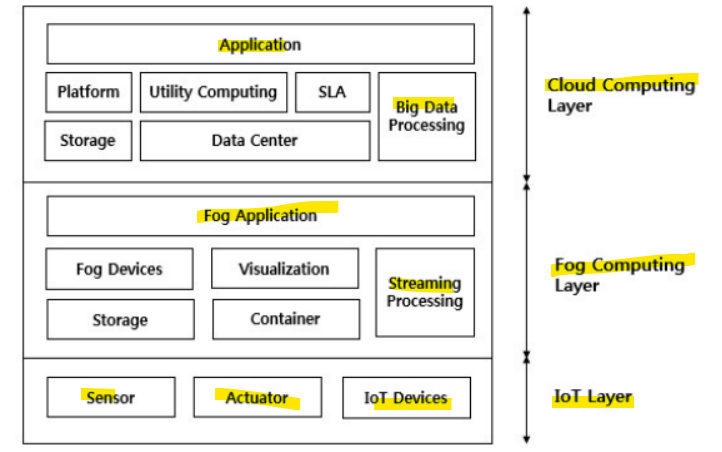 Application
Platform
Utility Computing
SLA
Big Data
Processing
Storage
Data Center
Cloud Computing
Layer
Fog Application
Fog Devices
Visualization
Streaming
Processing
Storage
Container
Fog Computing
Layer
Sensor
Actuator
IoT Devices
IoT Layer